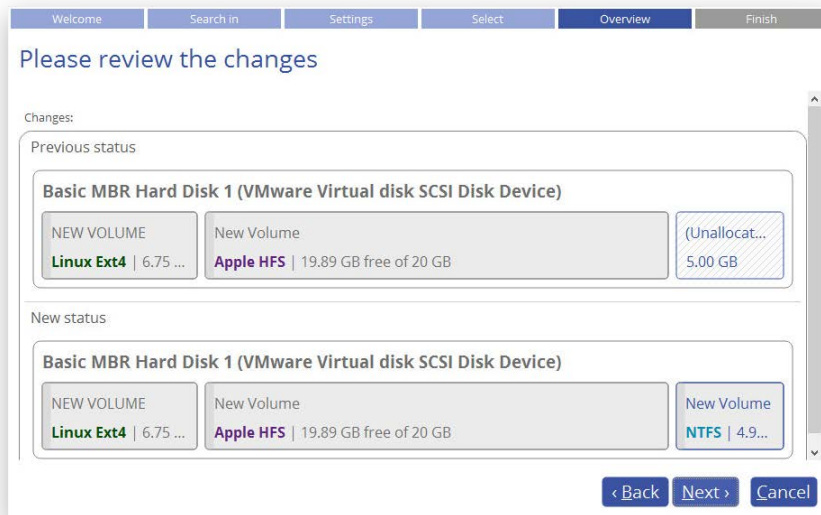 Welcome
Search in
Settings
Select
Overview
Finish
Please review the changes
Changes:
Previous status
Basic MBR Hard Disk 1 (VMware Virtual disk SCSI Disk Device)
NEW VOLUME
Linux Ext4 | 6.75 ...
New Volume
Apple HFS | 19.89 GB free of 20 GB
(Unallocat...
5.00 GB
New status
Basic MBR Hard Disk 1 (VMware Virtual disk SCSI Disk Device)
NEW VOLUME
Linux Ext4 | 6.75 ...
New Volume
Apple HFS | 19.89 GB free of 20 GB
New Volume
NTFS | 4.9...
‹ Back
Next ›
Cancel